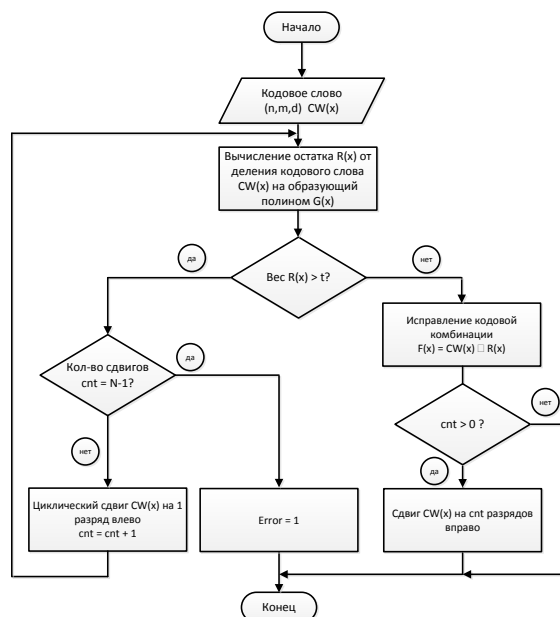 Начало
Кодовое слово
(n,m,d) CW(x)
Вычисление остатка R(x) от
деления кодового слова
CW(x) на образующий
полином G(x)
да
Вес R(x) > t?
нет
Исправление кодовой
комбинации
F(x) = CW(x) □ R(x)
Кол-во сдвигов
cnt = N-1?
да
cnt > 0 ?
нет
нет
да
Циклический сдвиг CW(x) на 1
разряд влево
cnt = cnt + 1
Error = 1
Сдвиг CW(x) на cnt разрядов
вправо
Конец